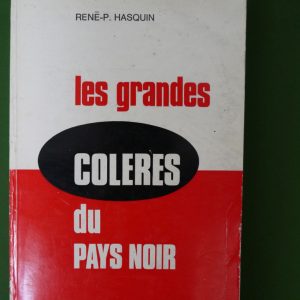 RENÉ-P. HASQUIN
les grandes
COLERES
du
PAYS NOIR